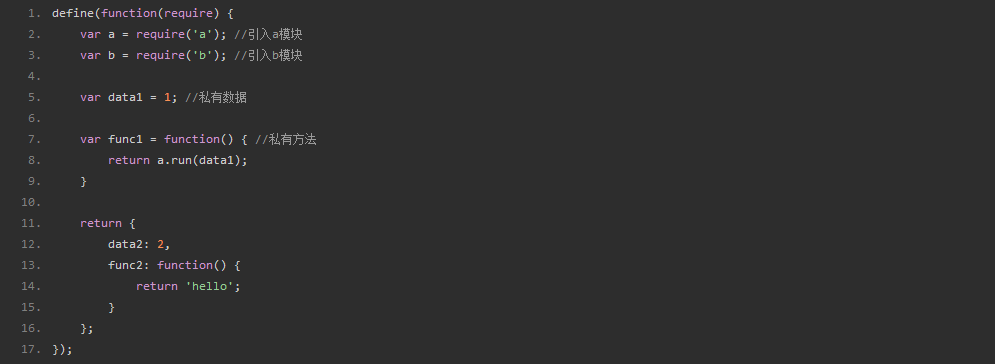 1. define(function(require) {
2.     var a = require('a'); //引入a模块
3.     var b = require('b'); //引入b模块
4.
5.     var data1 = 1; //私有数据
6.
7.     var func1 = function() { //私有方法
8.         return a.run(data1);
9.     }
10.
11.     return {
12.         data2: 2,
13.         func2: function() {
14.             return 'hello';
15.         }
16.     };
17. });